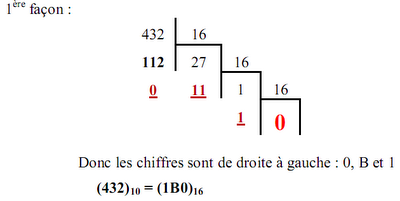 1ère façon :
432 16
112 27 16
0 11 1 16
1 0
Donc les chiffres sont de droite à gauche : 0, B et 1
(432)10 = (1B0)16